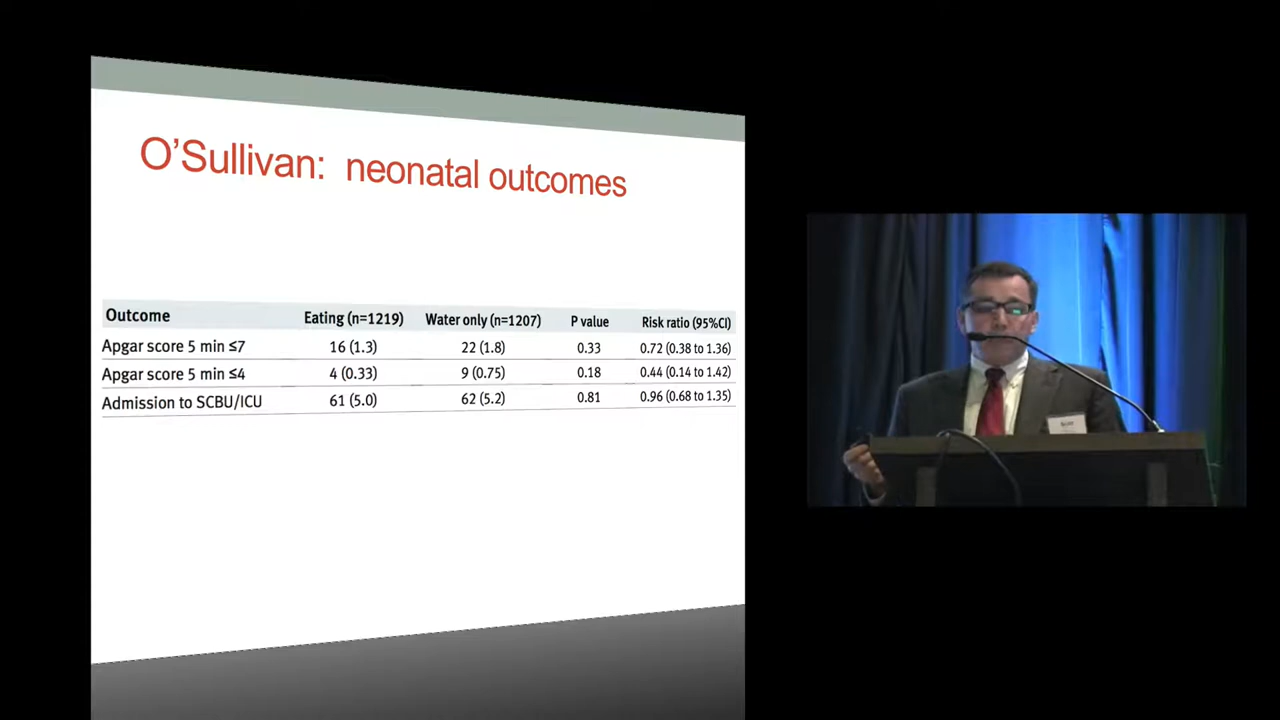 O'Sullivan: neonatal outcomes
Outcome Eating (n=1219) Water only (n=1207) P value Risk ratio (95%CI)
Apgar score 5 min ≤7 16 (1.3) 22 (1.8) 0.33 0.72 (0.38 to 1.36)
Apgar score 5 min ≤4 4 (0.33) 9 (0.75) 0.18 0.44 (0.14 to 1.42)
Admission to SCBU/ICU 61 (5.0) 62 (5.2) 0.81 0.96 (0.68 to 1.35)